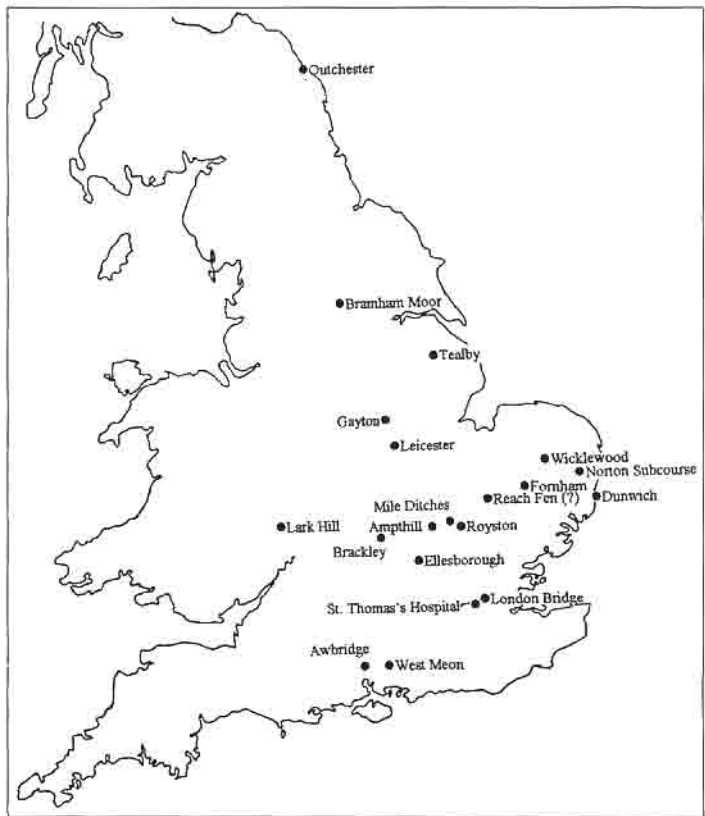 Outchester
Bramham Moor
Tealby
Gayton
Leicester
Wicklewood
Norton Subcourse
Fornham
Reach Fen (?)
Dunwich
Mile Ditches
Lark Hill
Ampthill
Royston
Brackley
Ellesborough
London Bridge
St. Thomas's Hospital
Awbridge
West Meon